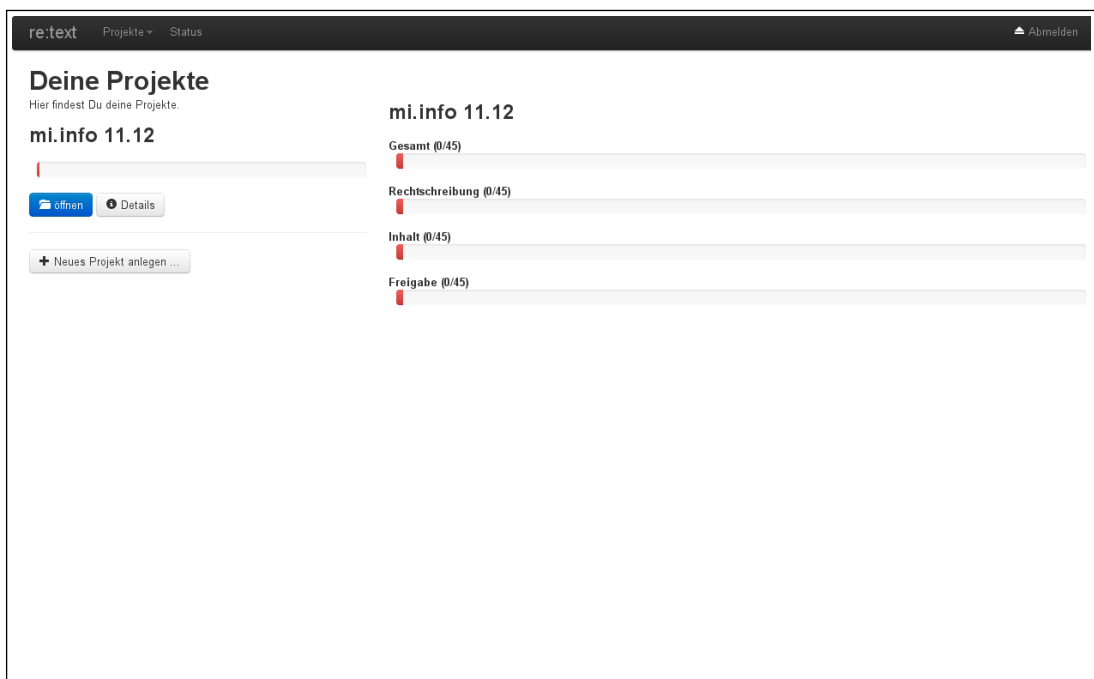 re:text Projekte Status Abmelden
Deine Projekte
Hier findest Du deine Projekte.
mi.info 11.12
öffnen Details
Neues Projekt anlegen ...
mi.info 11.12
Gesamt (0/45)
Rechtschreibung (0/45)
Inhalt (0/45)
Freigabe (0/45)